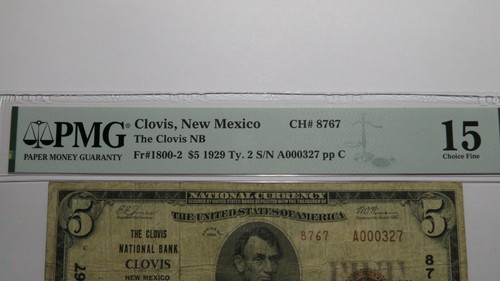 PMG
PAPER MONEY GUARANTY
Clovis, New Mexico CH# 8767
The Clovis NB
Fr#1800-2 $5 1929 Ty. 2 S/N A000327 pp C
15
Choice Fine
NATIONAL CURRENCY
THE UNITED STATES OF AMERICA
5
5
THE CLOVIS
NATIONAL BANK
CLOVIS
NEW MEXICO
8767 A000327